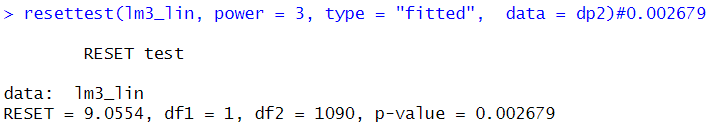 > resettest(lm3_lin, power = 3, type = "fitted",  data = dp2)#0.002679
RESET test
data:  lm3_lin
RESET = 9.0554, df1 = 1, df2 = 1090, p-value = 0.002679